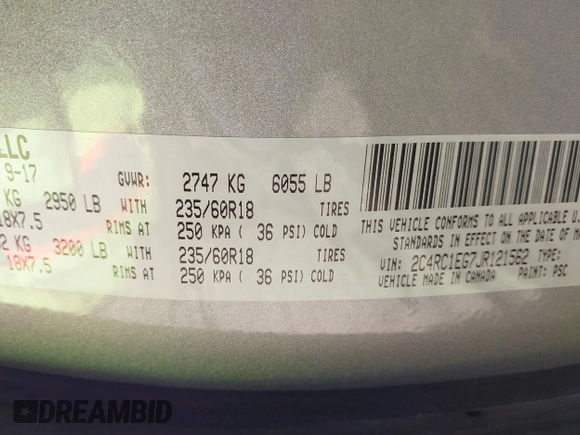 LLC
9-17
GVWR: 2747 KG 6055 LB
KG 2950 LB WITH 235/60R18 TIRES
18X7.5 RIMS AT 250 KPA ( 36 PSI) COLD
2 KG 3200 LB WITH 235/60R18 TIRES
18X7.5 RIMS AT 250 KPA ( 36 PSI) COLD
THIS VEHICLE CONFORMS TO ALL APPLICABLE
STANDARDS IN EFFECT ON THE DATE OF
VIN: 2C4RC1EG7JR121562 TYPE:
VEHICLE MADE IN CANADA PAINT: PSC
DREAMBID